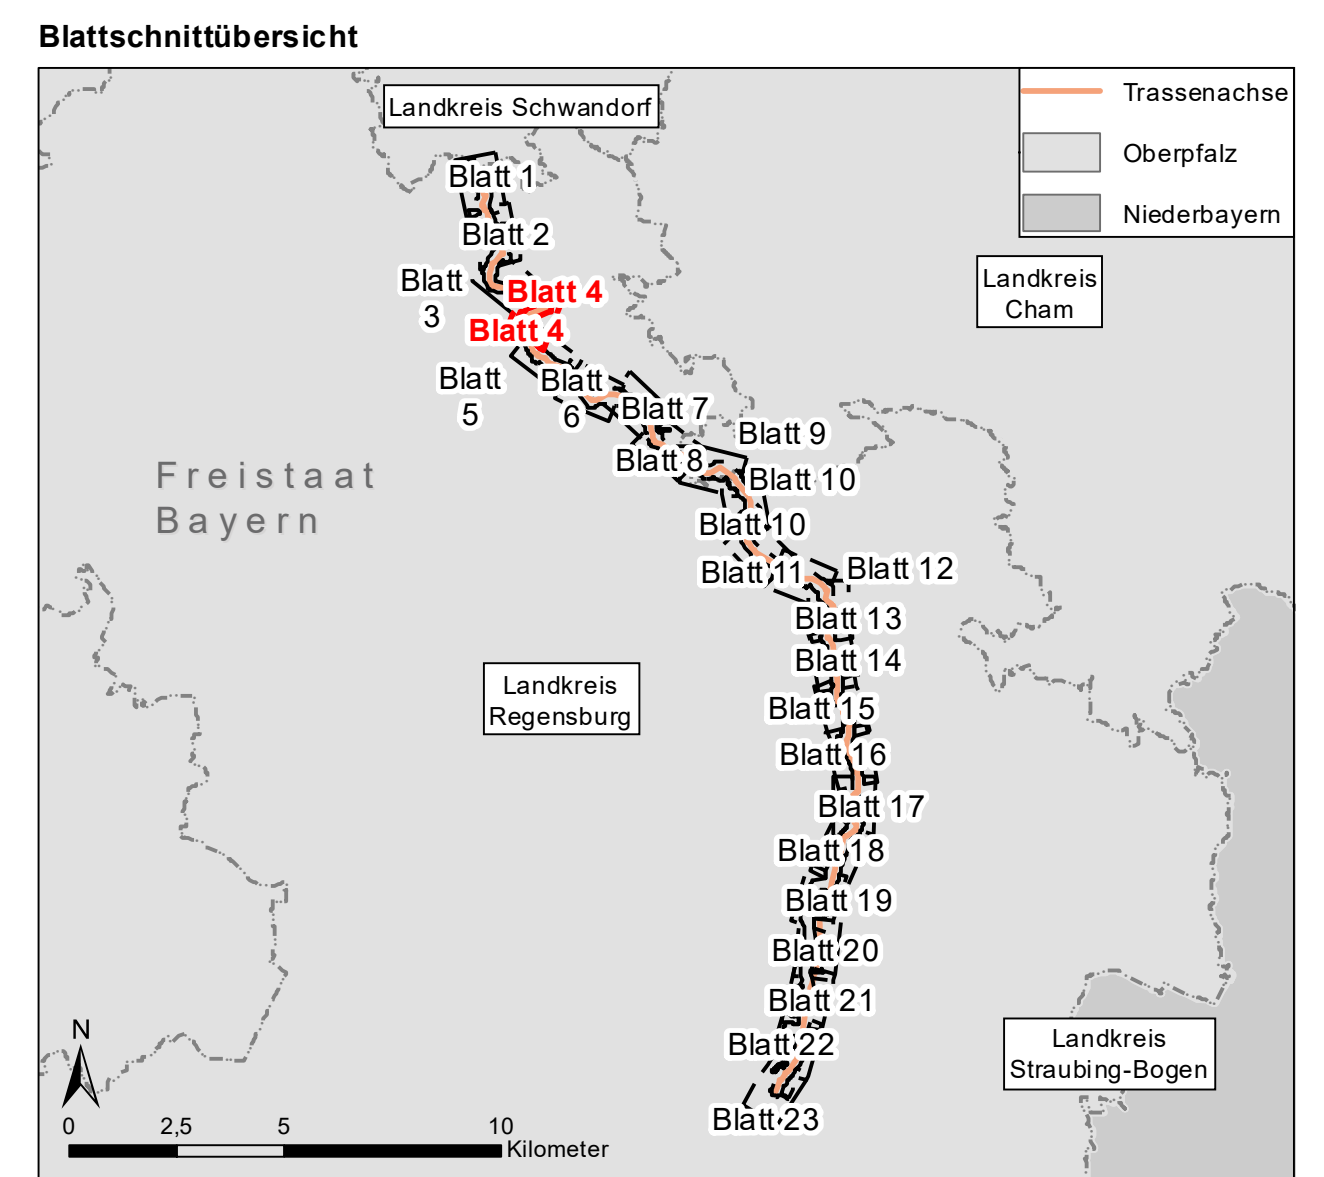 Blattschnittübersicht
Landkreis Schwandorf
Trassenachse
Oberpfalz
Niederbayern
Blatt 1
Blatt 2
Blatt
3
Blatt 4
Blatt 4
Landkreis
Cham
Blatt
5
Blatt
6
Blatt 7
Blatt 8
Blatt 9
Blatt 10
Blatt 10
Freistaat
Bayern
Blatt 11
Blatt 12
Blatt 13
Blatt 14
Landkreis
Regensburg
Blatt 15
Blatt 16
Blatt 17
Blatt 18
Blatt 19
Blatt 20
Blatt 21
Blatt 22
Blatt 23
Landkreis
Straubing-Bogen
N
0 2,5 5 10
Kilometer